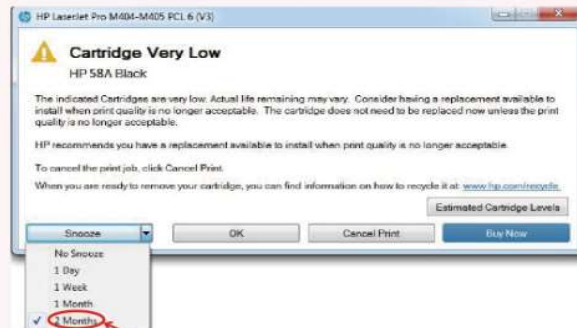 HP LaserJet Pro M404-M405 PCL 6 (V3)
Cartridge Very Low
HP 58A Black
The indicated Cartridges are very low. Actual life remaining may vary. Consider having a replacement available to
install when print quality is no longer acceptable. The cartridge does not need to be replaced now unless the print
quality is no longer acceptable.
HP recommends you have a replacement available to install when print quality is no longer acceptable.
To cancel the print job, click Cancel Print.
When you are ready to remove your cartridge, you can find information on how to recycle it at: www.hp.com/recycle.
Estimated Cartridge Levels
Snooze OK Cancel Print Buy Now
No Snooze
1 Day
1 Week
1 Month
2 Months